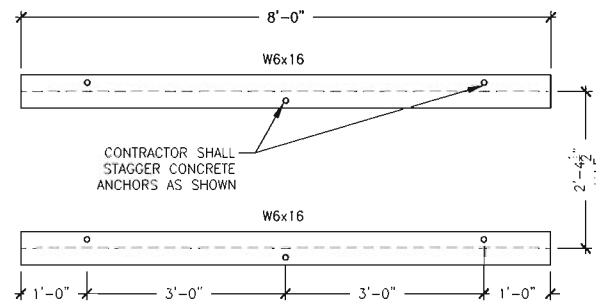 8'-0"
W6x16
CONTRACTOR SHALL
STAGGER CONCRETE
ANCHORS AS SHOWN
2'-4½"
W6x16
1'-0" 3'-0" 3'-0" 1'-0"